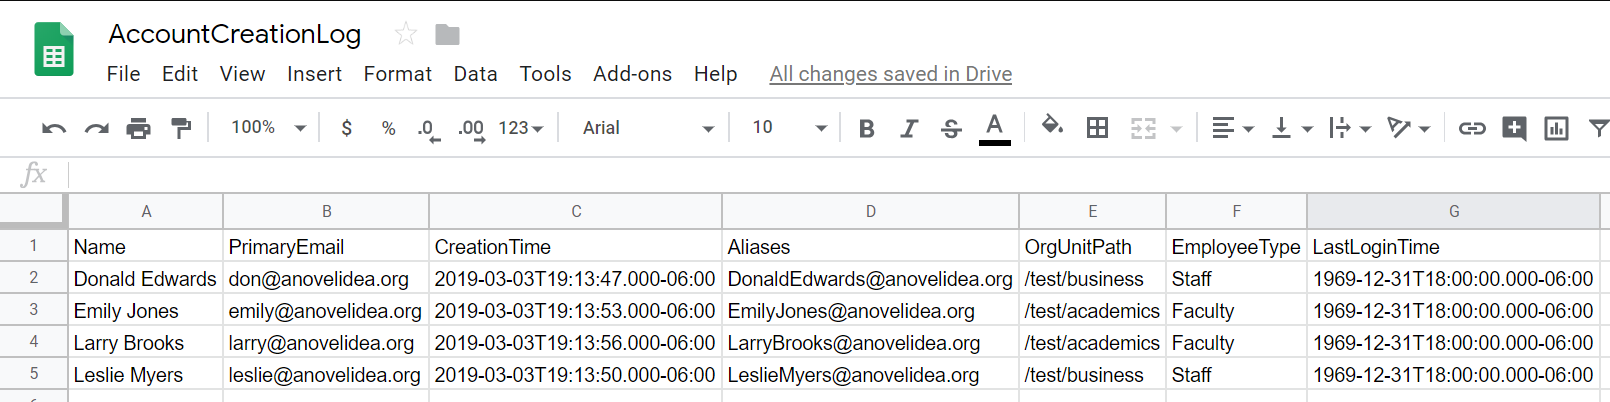 AccountCreationLog
File Edit View Insert Format Data Tools Add-ons Help All changes saved in Drive
100% $ % .0 .00 123 Arial 10 B I S A
fx
A B C D E F G
1 Name PrimaryEmail CreationTime Aliases OrgUnitPath EmployeeType LastLoginTime
2 Donald Edwards don@anovelidea.org 2019-03-03T19:13:47.000-06:00 DonaldEdwards@anovelidea.org /test/business Staff 1969-12-31T18:00:00.000-06:00
3 Emily Jones emily@anovelidea.org 2019-03-03T19:13:53.000-06:00 EmilyJones@anovelidea.org /test/academics Faculty 1969-12-31T18:00:00.000-06:00
4 Larry Brooks larry@anovelidea.org 2019-03-03T19:13:56.000-06:00 LarryBrooks@anovelidea.org /test/academics Faculty 1969-12-31T18:00:00.000-06:00
5 Leslie Myers leslie@anovelidea.org 2019-03-03T19:13:50.000-06:00 LeslieMyers@anovelidea.org /test/business Staff 1969-12-31T18:00:00.000-06:00